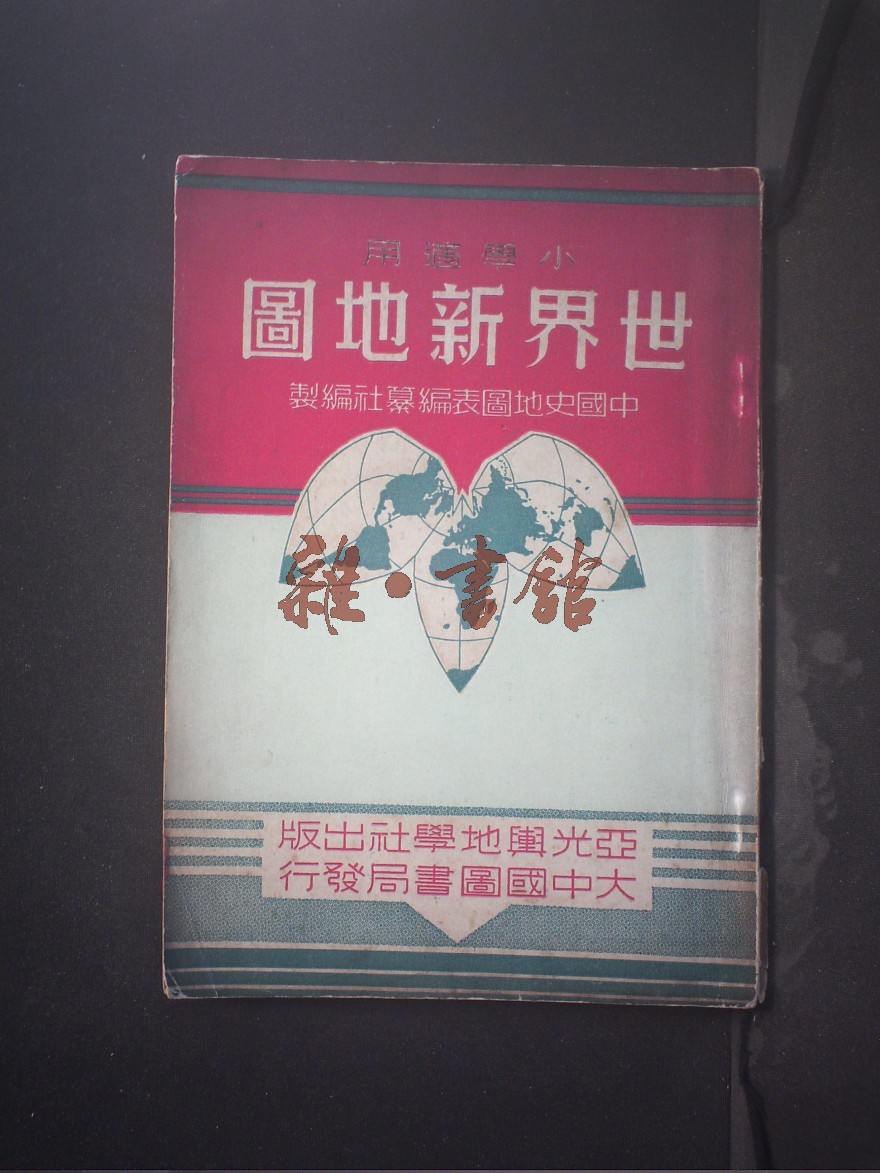 小學適用
世界新地圖
中國史地圖表編纂社編製
雜·書館
亞光輿地學社出版
大中國圖書局發行